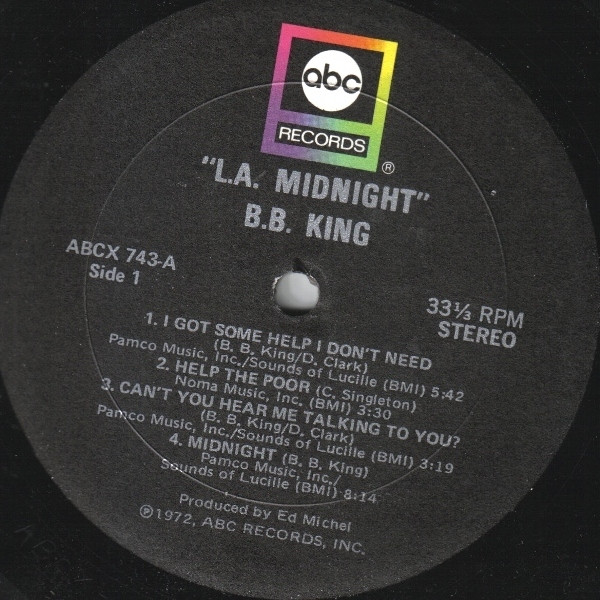 abc
RECORDS
®
"L.A. MIDNIGHT"
B.B. KING
ABCX 743-A
Side 1
33⅓ RPM
STEREO
1. I GOT SOME HELP I DON'T NEED
(B. B. King/D. Clark)
Pamco Music, Inc./Sounds of Lucille (BMI) 5:42
2. HELP THE POOR (C. Singleton)
Noma Music, Inc. (BMI) 3:30
3. CAN'T YOU HEAR ME TALKING TO YOU?
(B. B. King/D. Clark)
Pamco Music, Inc./Sounds of Lucille (BMI) 3:19
4. MIDNIGHT (B. B. King)
Pamco Music, Inc./
Sounds of Lucille (BMI) 8:14
Produced by Ed Michel
℗1972, ABC RECORDS, INC.